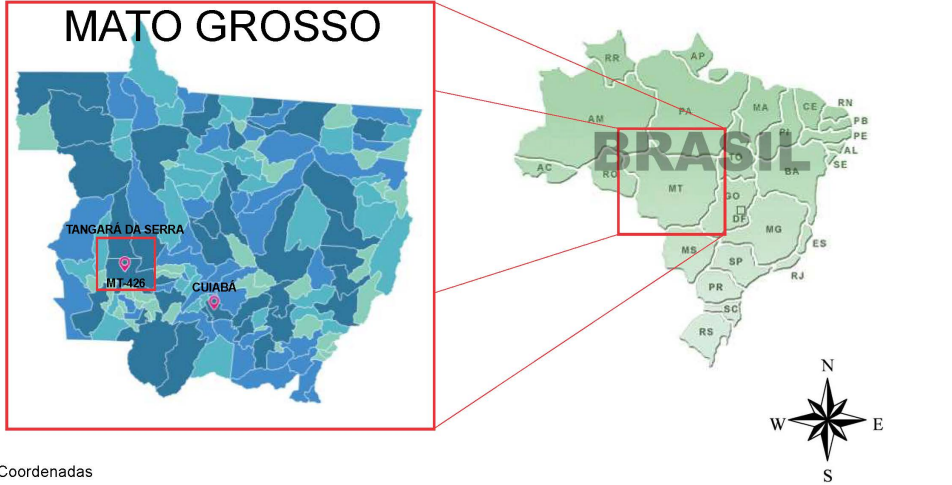 MATO GROSSO
TANGARÁ DA SERRA
MT-426
CUIABÁ
BRASIL
RR
AP
AM
PA
MA
CE
RN
PB
PE
AL
SE
PI
AC
RO
TO
BA
MT
GO
DF
MG
ES
MS
SP
RJ
PR
SC
RS
N
W
E
S
Coordenadas